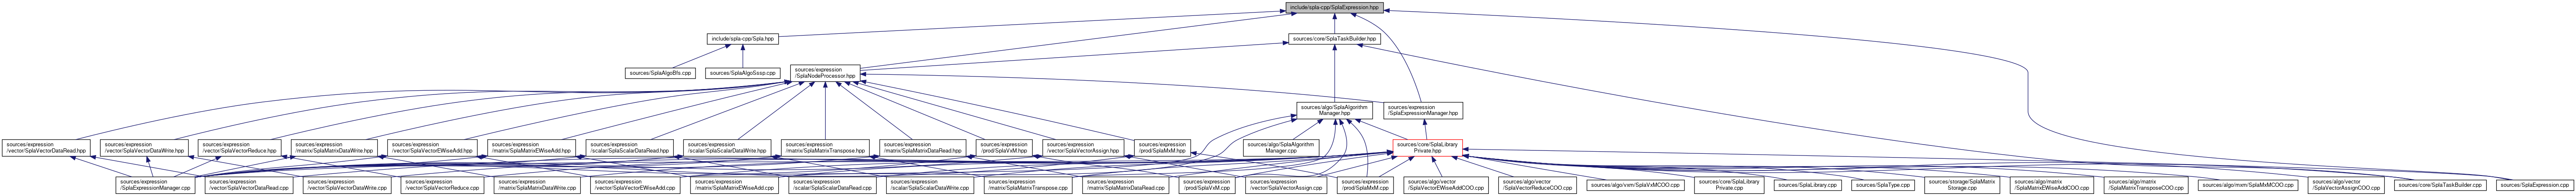 include/spla-cpp/SplaExpression.hpp
include/spla-cpp/Spla.hpp
sources/core/SplaTaskBuilder.hpp
sources/SplaAlgoBfs.cpp
sources/SplaAlgoSssp.cpp
sources/expression
/SplaNodeProcessor.hpp
sources/algo/SplaAlgorithm
Manager.hpp
sources/expression
/SplaExpressionManager.hpp
sources/expression
/vector/SplaVectorDataRead.hpp
sources/expression
/vector/SplaVectorDataWrite.hpp
sources/expression
/vector/SplaVectorReduce.hpp
sources/expression
/matrix/SplaMatrixDataWrite.hpp
sources/expression
/vector/SplaVectorEWiseAdd.hpp
sources/expression
/matrix/SplaMatrixEWiseAdd.hpp
sources/expression
/scalar/SplaScalarDataRead.hpp
sources/expression
/scalar/SplaScalarDataWrite.hpp
sources/expression
/matrix/SplaMatrixTranspose.hpp
sources/expression
/matrix/SplaMatrixDataRead.hpp
sources/expression
/prod/SplaVxM.hpp
sources/expression
/vector/SplaVectorAssign.hpp
sources/expression
/prod/SplaMxM.hpp
sources/algo/SplaAlgorithm
Manager.cpp
sources/core/SplaLibrary
Private.hpp
sources/expression
/SplaExpressionManager.cpp
sources/expression
/vector/SplaVectorDataRead.cpp
sources/expression
/vector/SplaVectorDataWrite.cpp
sources/expression
/vector/SplaVectorReduce.cpp
sources/expression
/matrix/SplaMatrixDataWrite.cpp
sources/expression
/vector/SplaVectorEWiseAdd.cpp
sources/expression
/matrix/SplaMatrixEWiseAdd.cpp
sources/expression
/scalar/SplaScalarDataRead.cpp
sources/expression
/scalar/SplaScalarDataWrite.cpp
sources/expression
/matrix/SplaMatrixTranspose.cpp
sources/expression
/matrix/SplaMatrixDataRead.cpp
sources/expression
/prod/SplaVxM.cpp
sources/expression
/vector/SplaVectorAssign.cpp
sources/expression
/prod/SplaMxM.cpp
sources/algo/vector
/SplaVectorEWiseAddCOO.cpp
sources/algo/vector
/SplaVectorReduceCOO.cpp
sources/algo/vxm/SplaVxMCOO.cpp
sources/core/SplaLibrary
Private.cpp
sources/SplaLibrary.cpp
sources/SplaType.cpp
sources/storage/SplaMatrix
Storage.cpp
sources/algo/matrix
/SplaMatrixEWiseAddCOO.cpp
sources/algo/matrix
/SplaMatrixTransposeCOO.cpp
sources/algo/mxm/SplaMxMCOO.cpp
sources/algo/vector
/SplaVectorAssignCOO.cpp
sources/core/SplaTaskBuilder.cpp
sources/SplaExpression.cpp